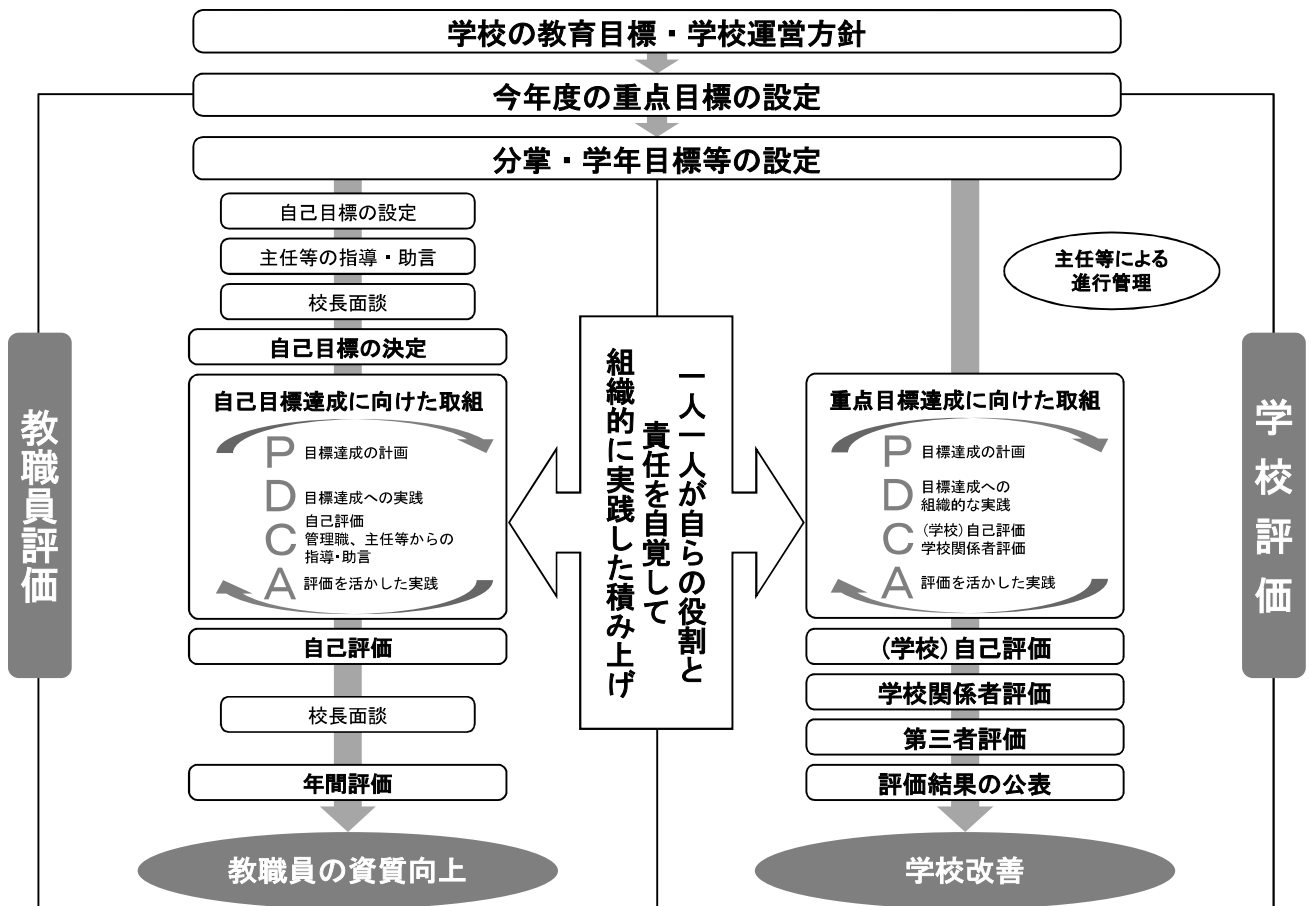 学校の教育目標・学校運営方針
今年度の重点目標の設定
分掌・学年目標等の設定
教職員評価
自己目標の設定
主任等の指導・助言
校長面談
自己目標の決定
自己目標達成に向けた取組
P 目標達成の計画
D 目標達成への実践
C 自己評価
管理職、主任等からの
指導・助言
A 評価を活かした実践
自己評価
校長面談
年間評価
教職員の資質向上
一人一人が自らの役割と
責任を自覚して
組織的に実践した積み上げ
主任等による
進行管理
重点目標達成に向けた取組
P 目標達成の計画
D 目標達成への
組織的な実践
C (学校)自己評価
学校関係者評価
A 評価を活かした実践
(学校)自己評価
学校関係者評価
第三者評価
評価結果の公表
学校改善
学校評価